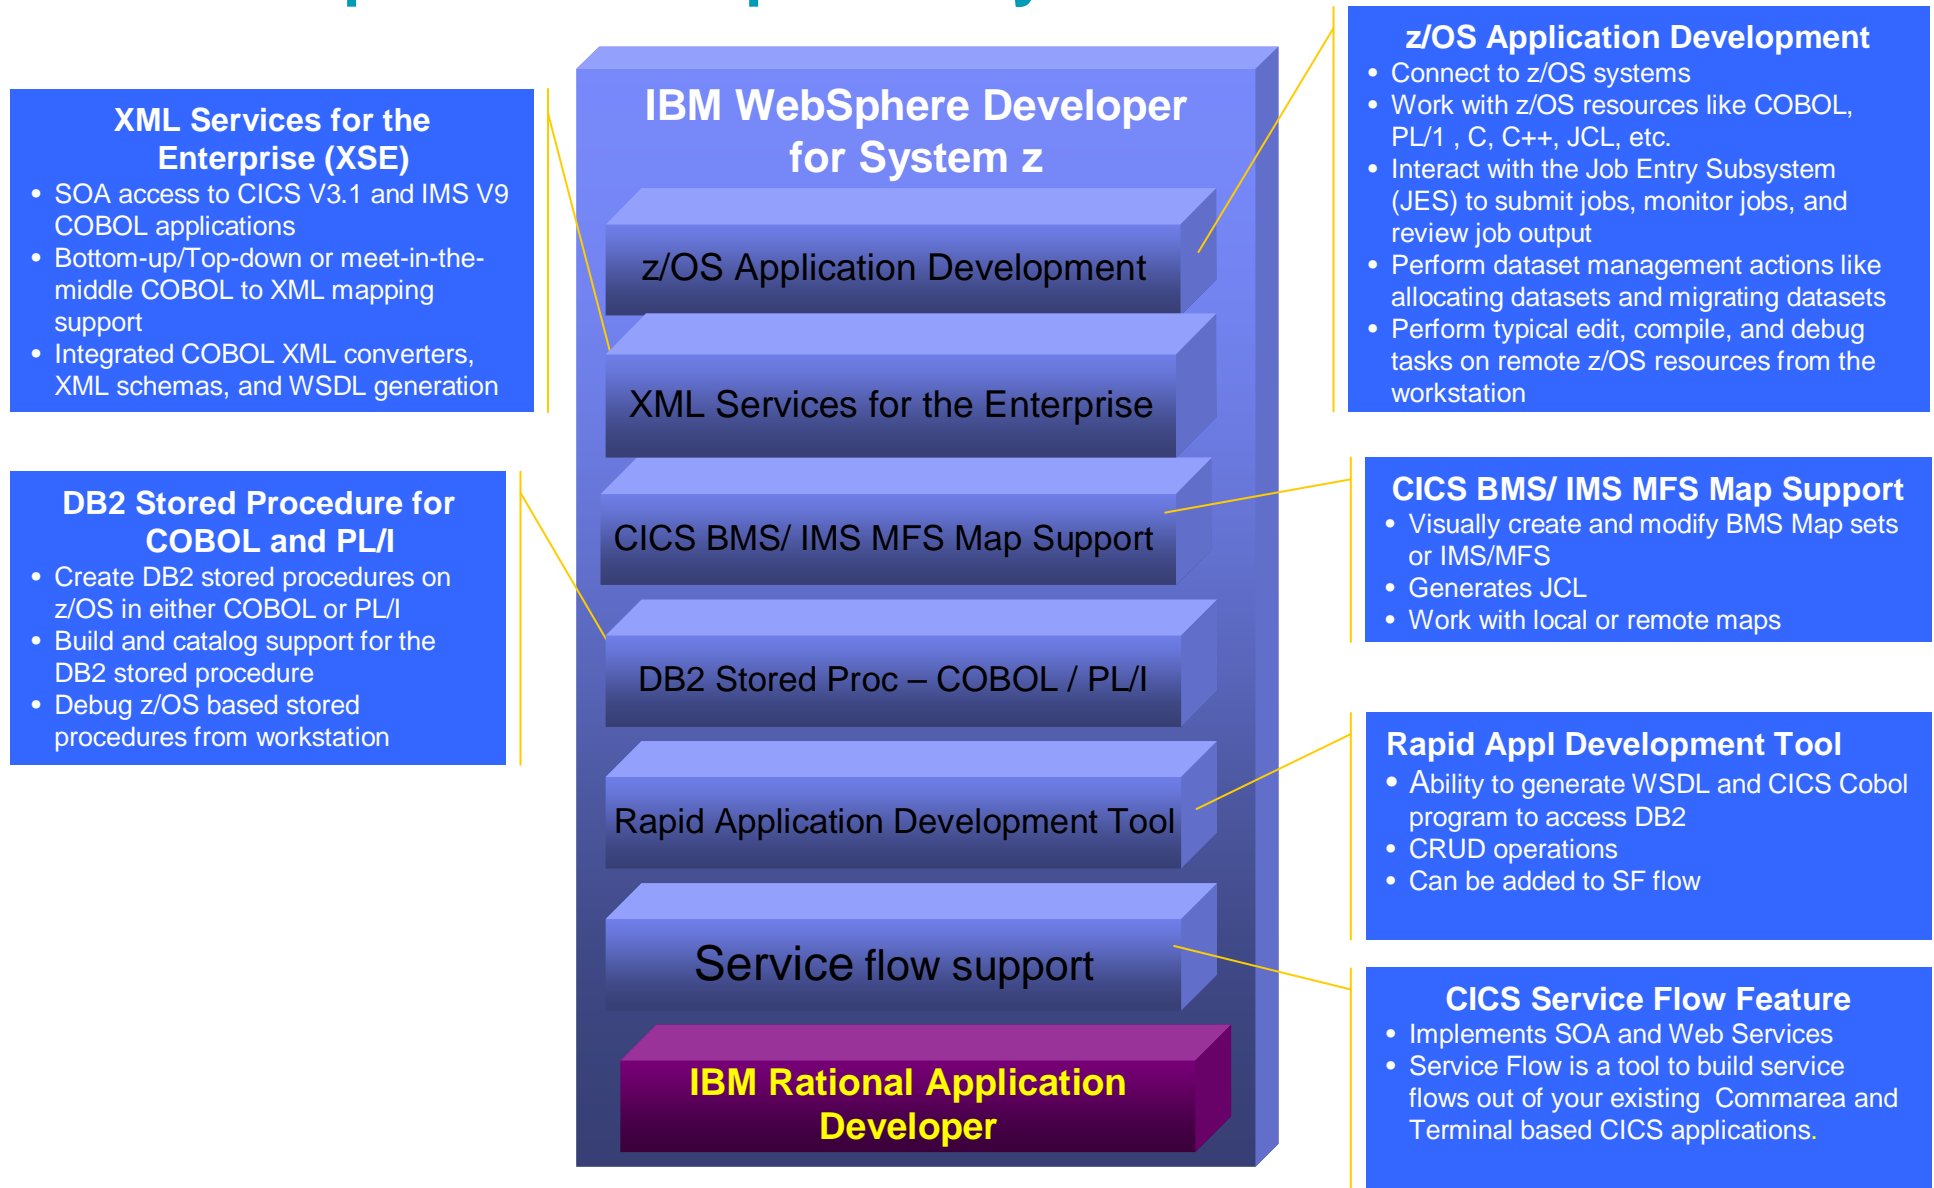 XML Services for the
Enterprise (XSE)
• SOA access to CICS V3.1 and IMS V9
COBOL applications
• Bottom-up/Top-down or meet-in-the-
middle COBOL to XML mapping
support
• Integrated COBOL XML converters,
XML schemas, and WSDL generation
DB2 Stored Procedure for
COBOL and PL/I
• Create DB2 stored procedures on
z/OS in either COBOL or PL/I
• Build and catalog support for the
DB2 stored procedure
• Debug z/OS based stored
procedures from workstation
IBM WebSphere Developer
for System z
z/OS Application Development
XML Services for the Enterprise
CICS BMS/ IMS MFS Map Support
DB2 Stored Proc – COBOL / PL/I
Rapid Application Development Tool
Service flow support
IBM Rational Application
Developer
z/OS Application Development
• Connect to z/OS systems
• Work with z/OS resources like COBOL,
PL/1 , C, C++, JCL, etc.
• Interact with the Job Entry Subsystem
(JES) to submit jobs, monitor jobs, and
review job output
• Perform dataset management actions like
allocating datasets and migrating datasets
• Perform typical edit, compile, and debug
tasks on remote z/OS resources from the
workstation
CICS BMS/ IMS MFS Map Support
• Visually create and modify BMS Map sets
or IMS/MFS
• Generates JCL
• Work with local or remote maps
Rapid Appl Development Tool
• Ability to generate WSDL and CICS Cobol
program to access DB2
• CRUD operations
• Can be added to SF flow
CICS Service Flow Feature
• Implements SOA and Web Services
• Service Flow is a tool to build service
flows out of your existing  Commarea and
Terminal based CICS applications.